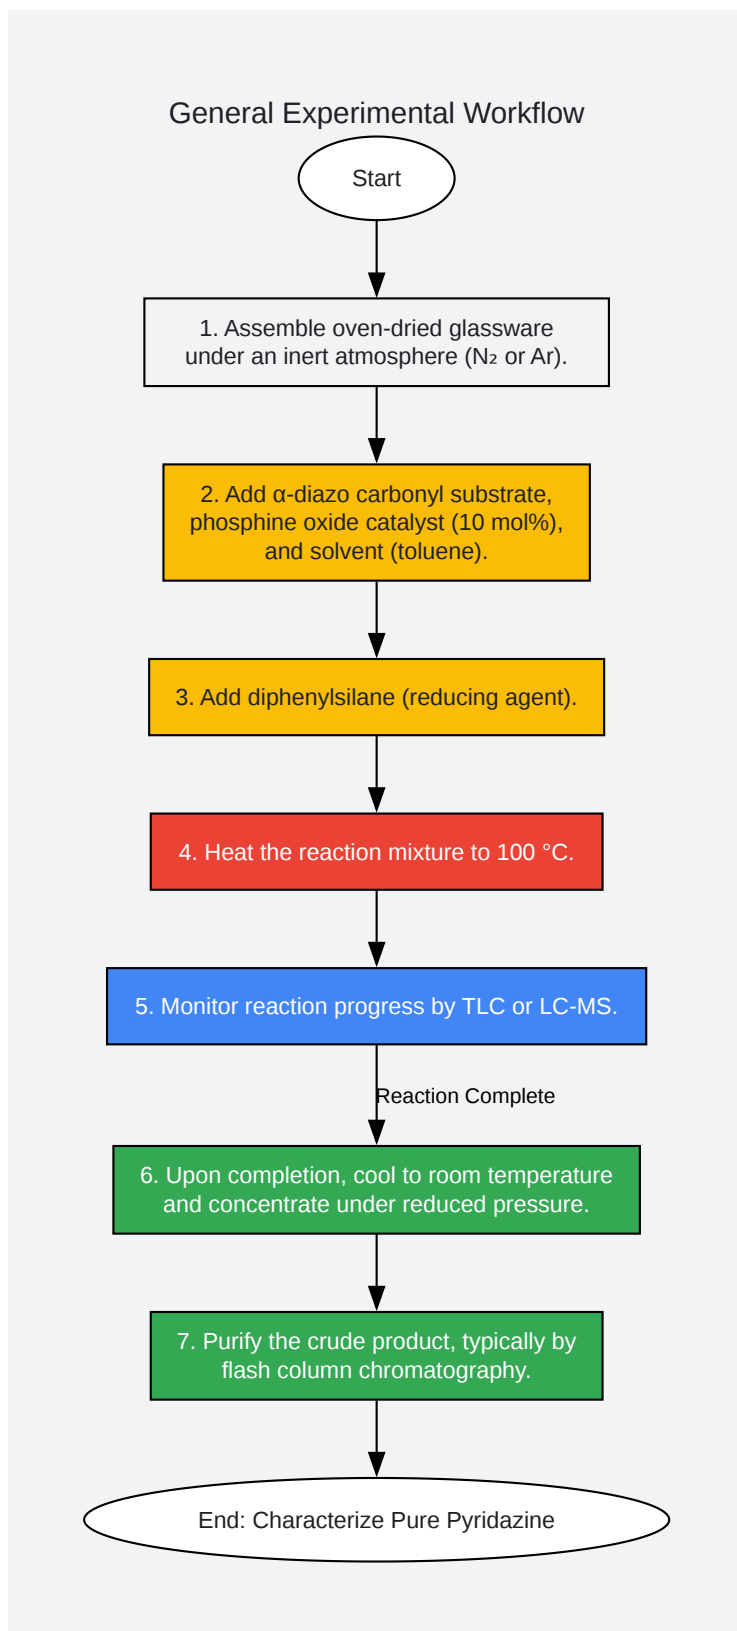 General Experimental Workflow
Start
1. Assemble oven-dried glassware
under an inert atmosphere (N₂ or Ar).
2. Add α-diazo carbonyl substrate,
phosphine oxide catalyst (10 mol%),
and solvent (toluene).
3. Add diphenylsilane (reducing agent).
4. Heat the reaction mixture to 100 °C.
5. Monitor reaction progress by TLC or LC-MS.
Reaction Complete
6. Upon completion, cool to room temperature
and concentrate under reduced pressure.
7. Purify the crude product, typically by
flash column chromatography.
End: Characterize Pure Pyridazine